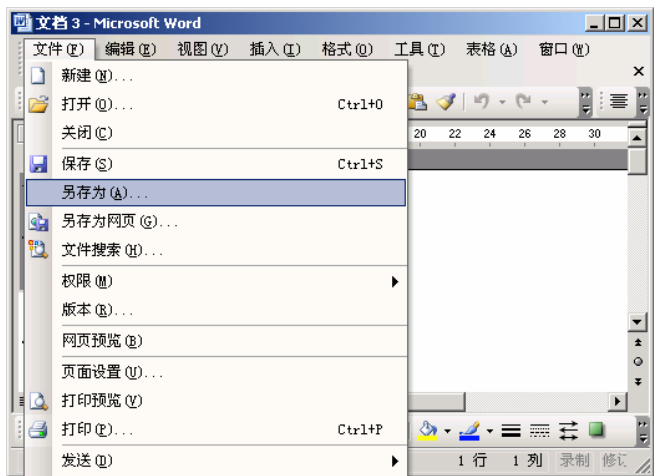 文档 3 - Microsoft Word
文件(F) 编辑(E) 视图(V) 插入(I) 格式(O) 工具(T) 表格(A) 窗口(W)
新建(N)...
打开(O)... Ctrl+O
20 22 24 26 28 30
关闭(C)
保存(S) Ctrl+S
另存为(A)...
另存为网页(G)...
文件搜索(H)...
权限(M)
版本(R)...
网页预览(B)
页面设置(U)...
打印预览(V)
打印(P)... Ctrl+P
发送(D)
1 行 1 列 录制 修订